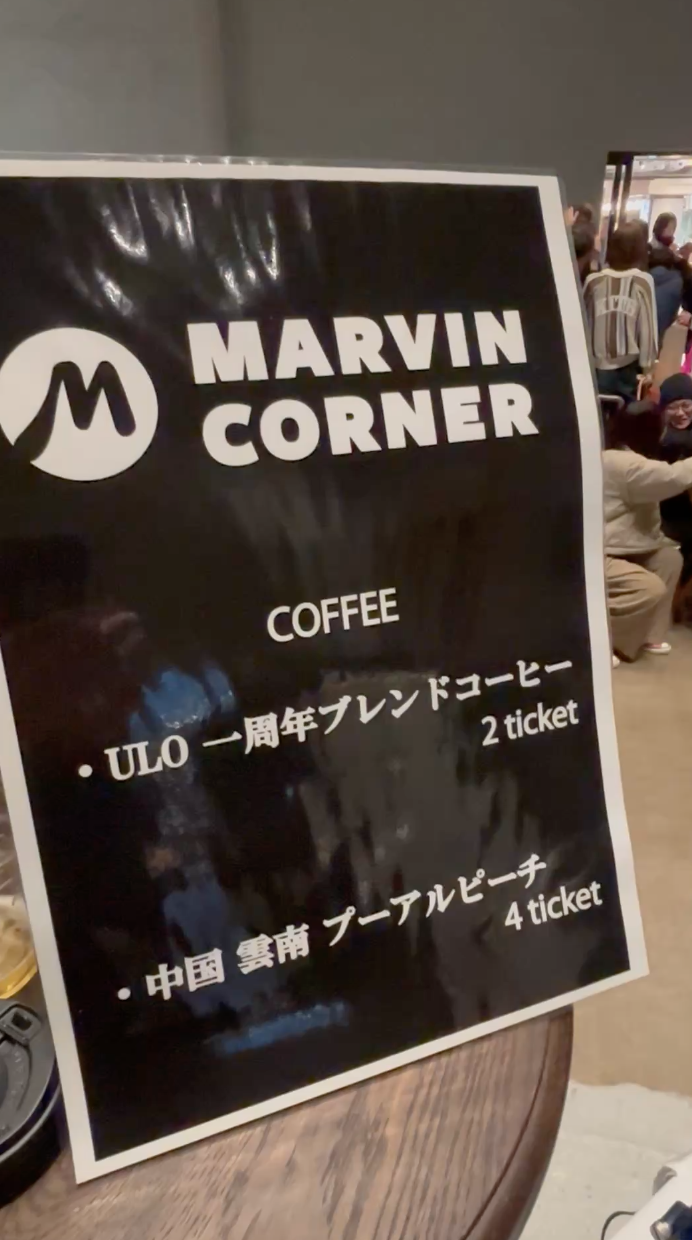 M
MARVIN
CORNER
COFFEE
・ULO 一周年ブレンドコーヒー
2 ticket
・中国 雲南 プーアルピーチ
4 ticket